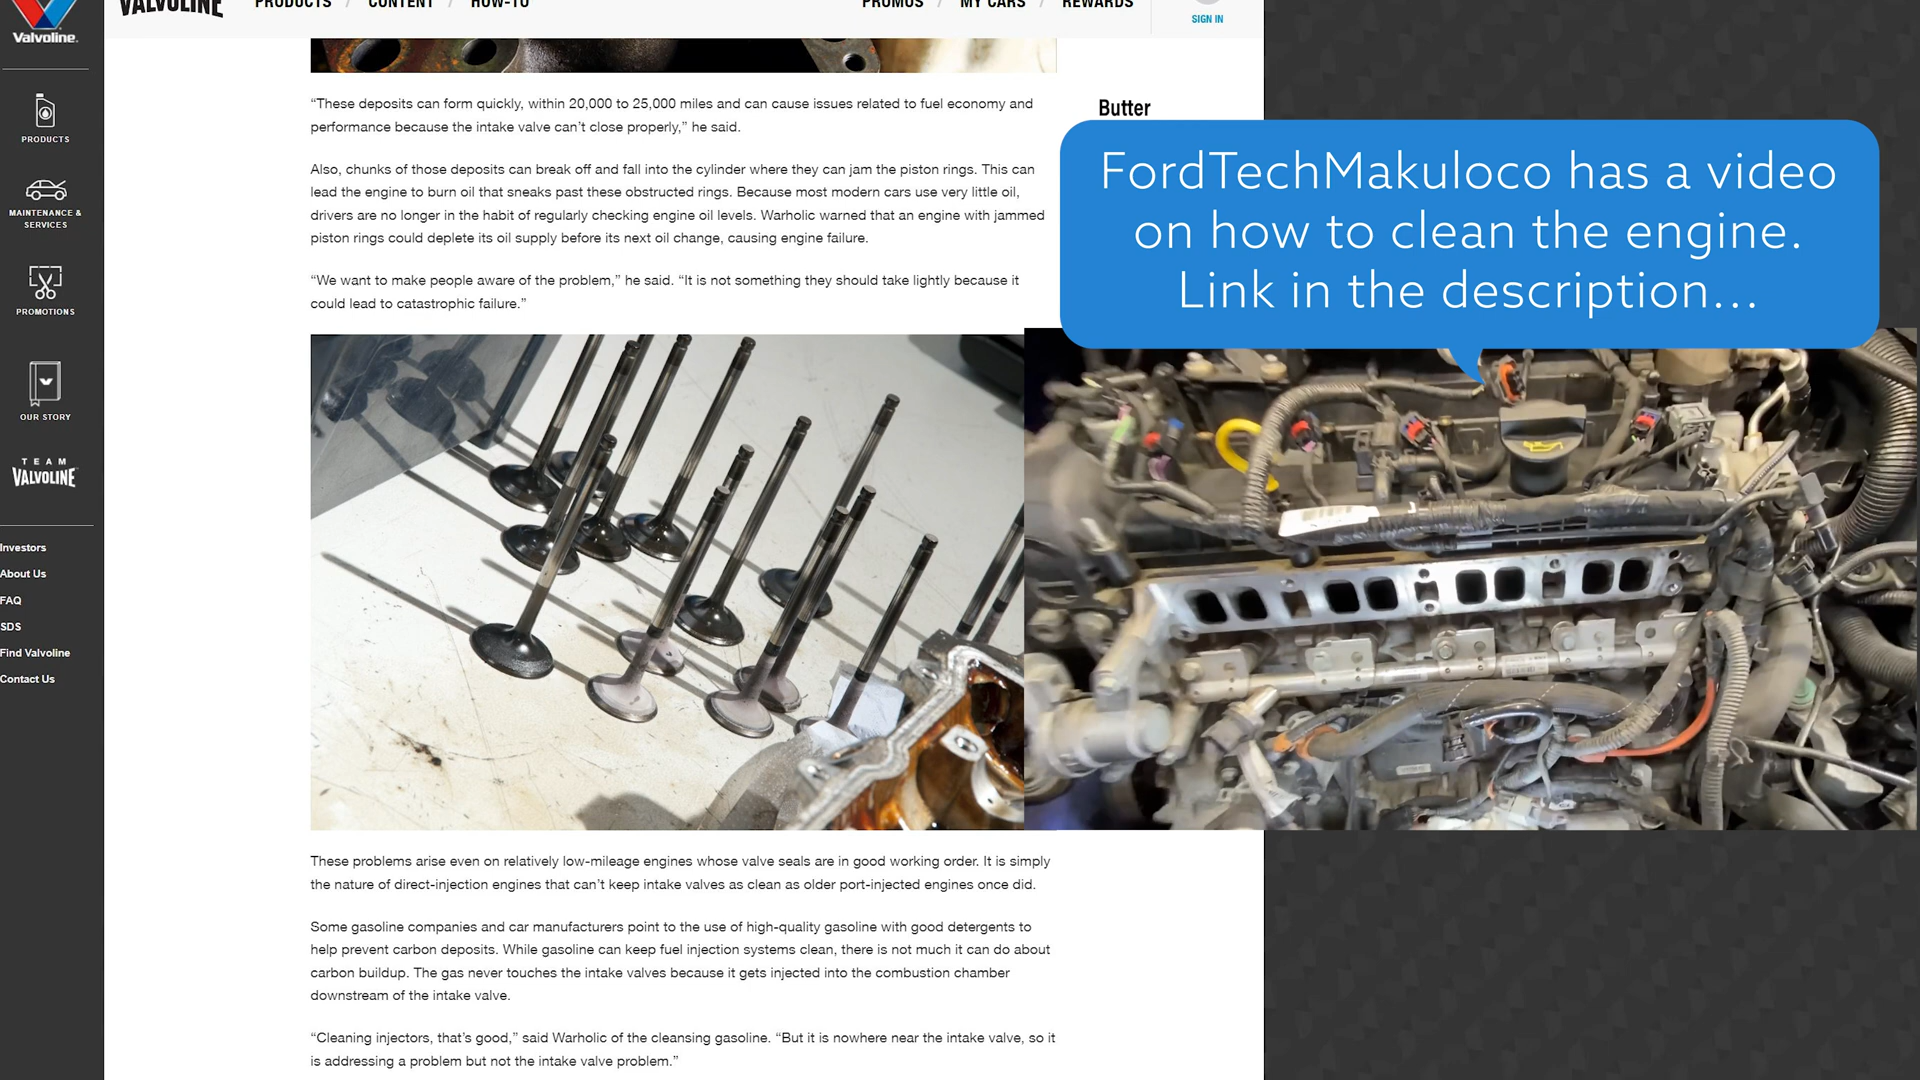 VALVOLINE
PRODUCTS / CONTENT / HOW-TO
PROMOS / MY CARS / REWARDS
SIGN IN
Valvoline.
PRODUCTS
MAINTENANCE &
SERVICES
PROMOTIONS
OUR STORY
TEAM
VALVOLINE
Investors
About Us
FAQ
SDS
Find Valvoline
Contact Us
“These deposits can form quickly, within 20,000 to 25,000 miles and can cause issues related to fuel economy and
performance because the intake valve can’t close properly,” he said.
Also, chunks of those deposits can break off and fall into the cylinder where they can jam the piston rings. This can
lead the engine to burn oil that sneaks past these obstructed rings. Because most modern cars use very little oil,
drivers are no longer in the habit of regularly checking engine oil levels. Warholic warned that an engine with jammed
piston rings could deplete its oil supply before its next oil change, causing engine failure.
“We want to make people aware of the problem,” he said. “It is not something they should take lightly because it
could lead to catastrophic failure.”
Butter
FordTechMakuloco has a video
on how to clean the engine.
Link in the description...
These problems arise even on relatively low-mileage engines whose valve seals are in good working order. It is simply
the nature of direct-injection engines that can’t keep intake valves as clean as older port-injected engines once did.
Some gasoline companies and car manufacturers point to the use of high-quality gasoline with good detergents to
help prevent carbon deposits. While gasoline can keep fuel injection systems clean, there is not much it can do about
carbon buildup. The gas never touches the intake valves because it gets injected into the combustion chamber
downstream of the intake valve.
“Cleaning injectors, that’s good,” said Warholic of the cleansing gasoline. “But it is nowhere near the intake valve, so it
is addressing a problem but not the intake valve problem.”